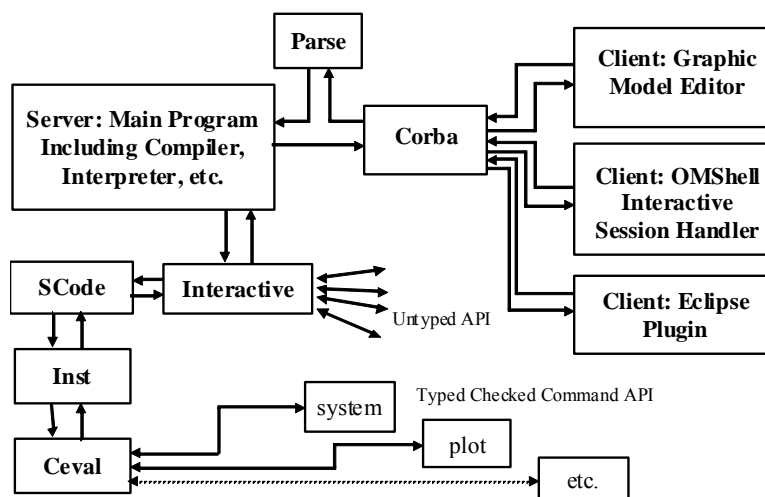 Parse
Client: Graphic
Model Editor
Server: Main Program
Including Compiler,
Interpreter, etc.
Corba
Client: OMShell
Interactive
Session Handler
SCode
Interactive
Untyped API
Client: Eclipse
Plugin
Inst
system
Typed Checked Command API
plot
Ceval
etc.